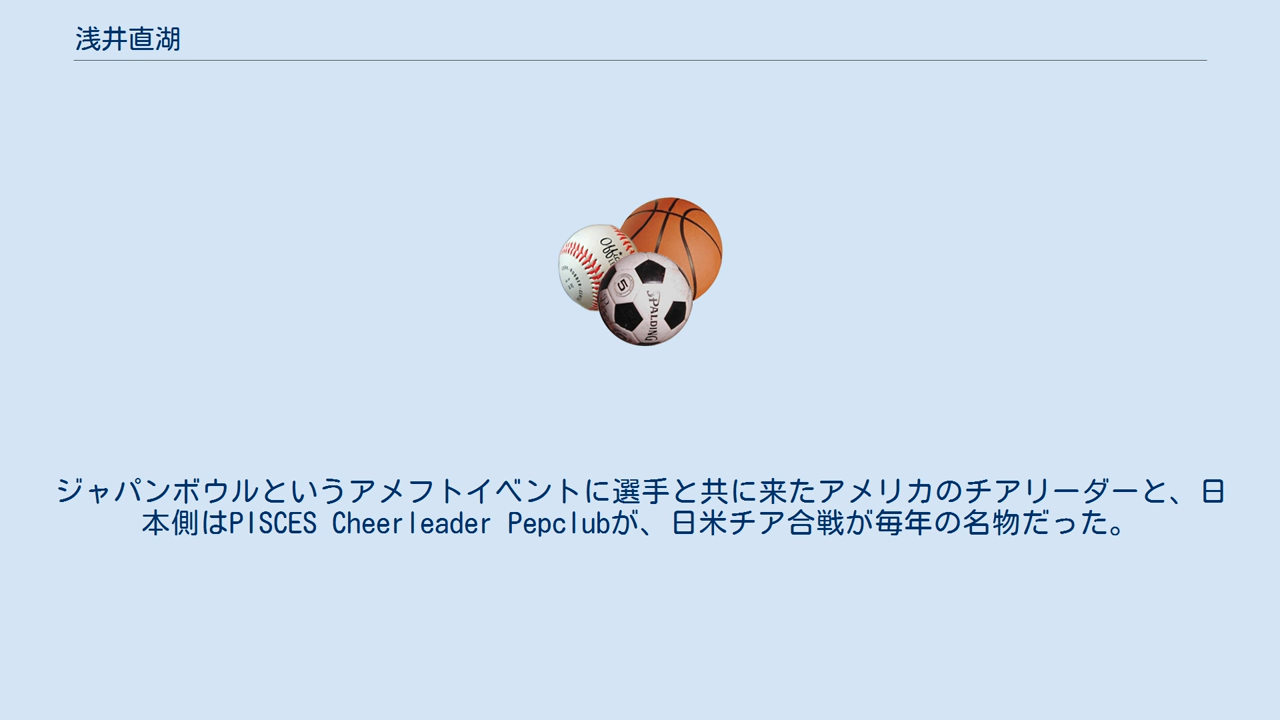 浅井直湖
5
SPALDING
ジャパンボウルというアメフトイベントに選手と共に来たアメリカのチアリーダーと、日
本側はPISCES Cheerleader Pepclubが、日米チア合戦が毎年の名物だった。